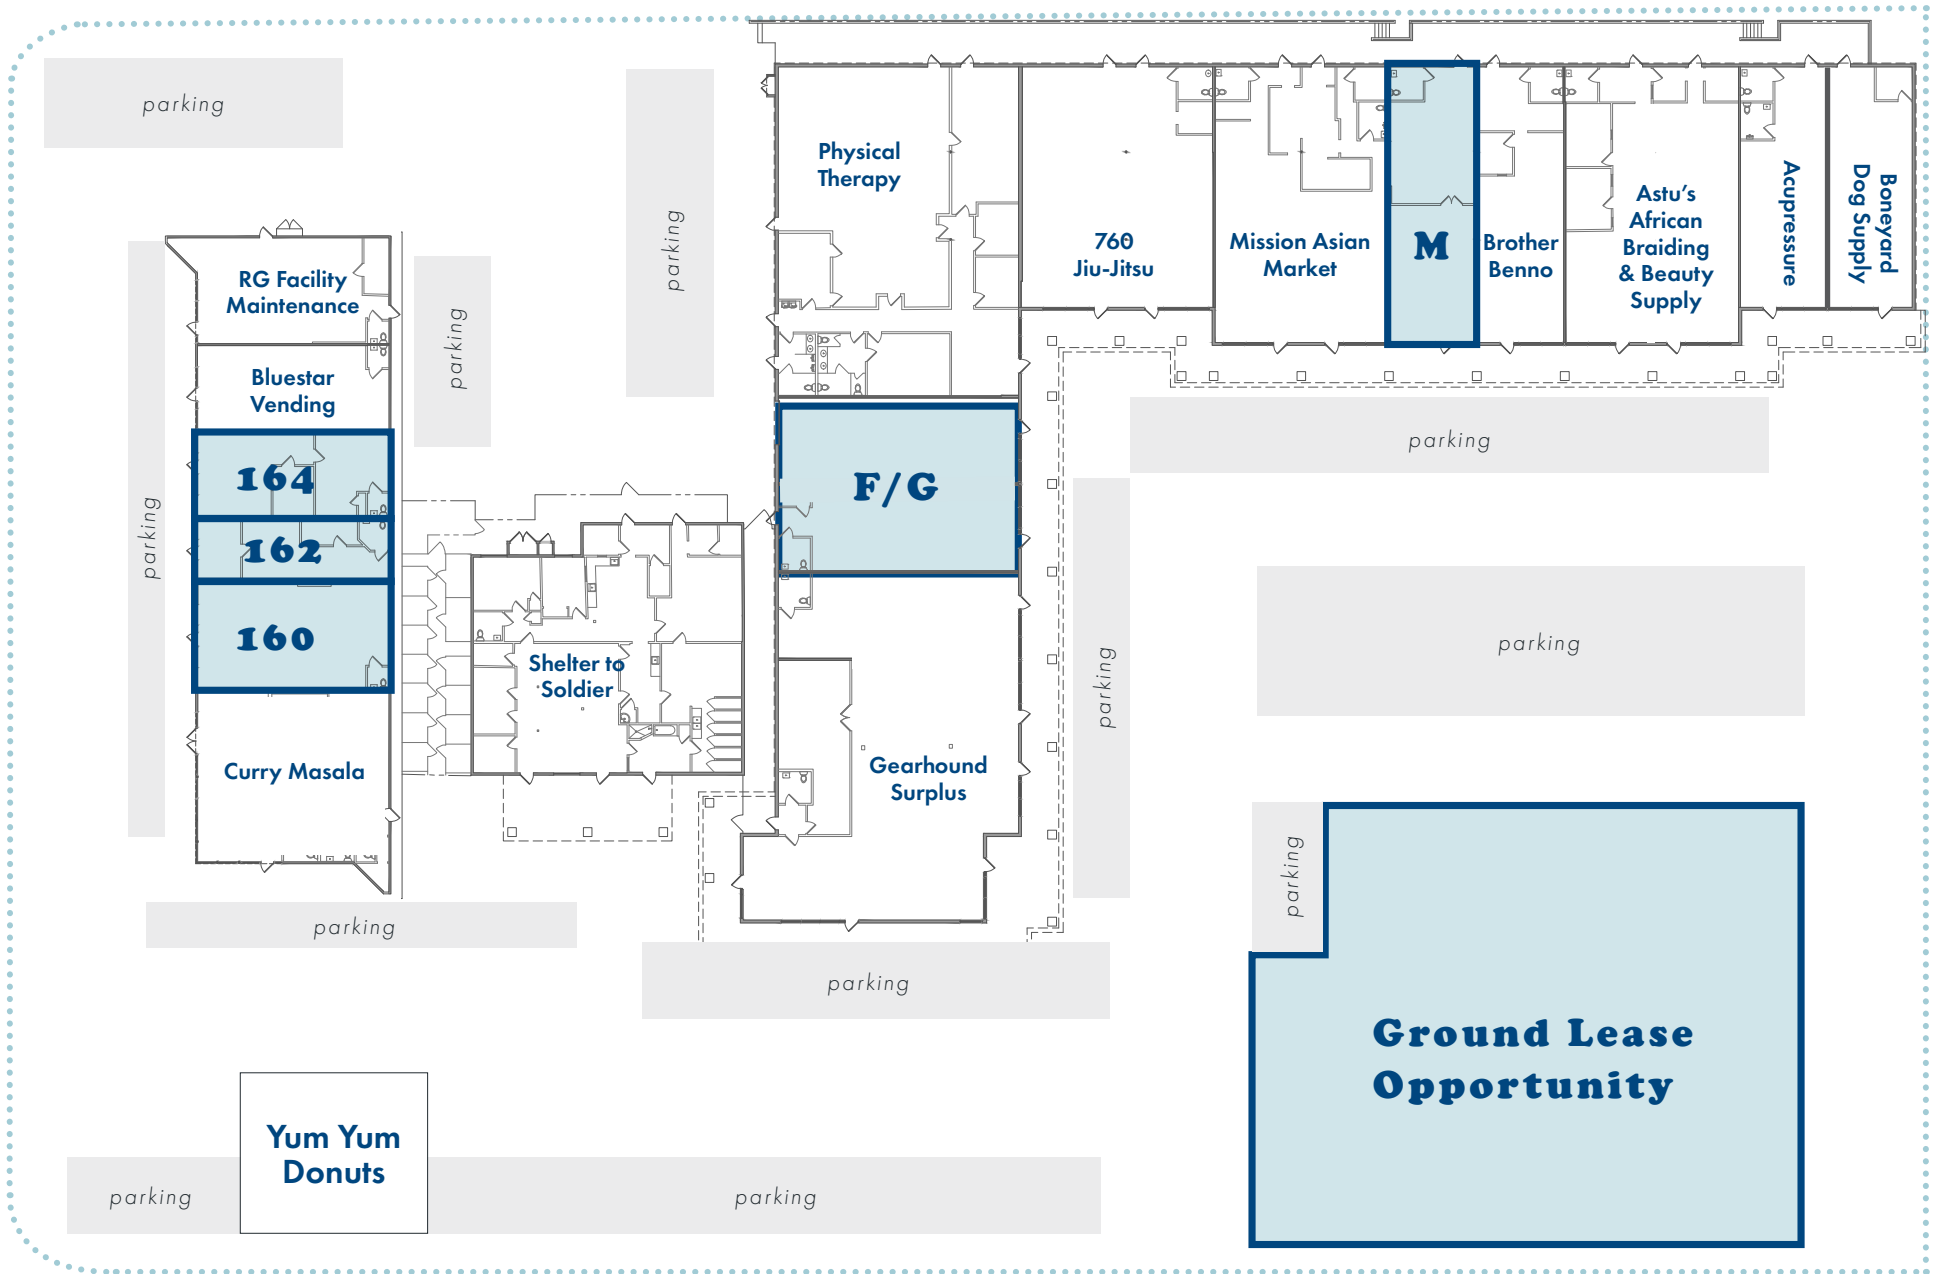 parking
parking
Physical
Therapy
760
Jiu-Jitsu
Mission Asian
Market
M
Brother
Benno
Astu's
African
Braiding
& Beauty
Supply
Acupressure
Boneyard
Dog Supply
RG Facility
Maintenance
Bluestar
Vending
parking
parking
164
162
160
Curry Masala
parking
Shelter to
Soldier
F/G
Gearhound
Surplus
parking
parking
parking
parking
parking
Ground Lease
Opportunity
Yum Yum
Donuts
parking
parking